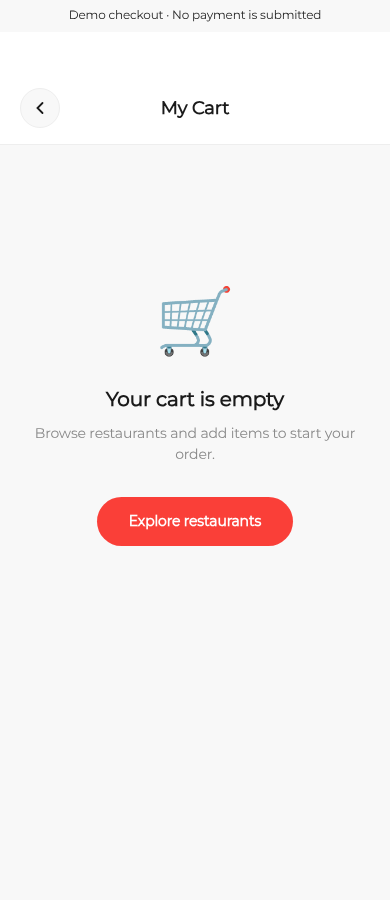 Demo checkout · No payment is submitted
My Cart
Your cart is empty
Browse restaurants and add items to start your
order.
Explore restaurants